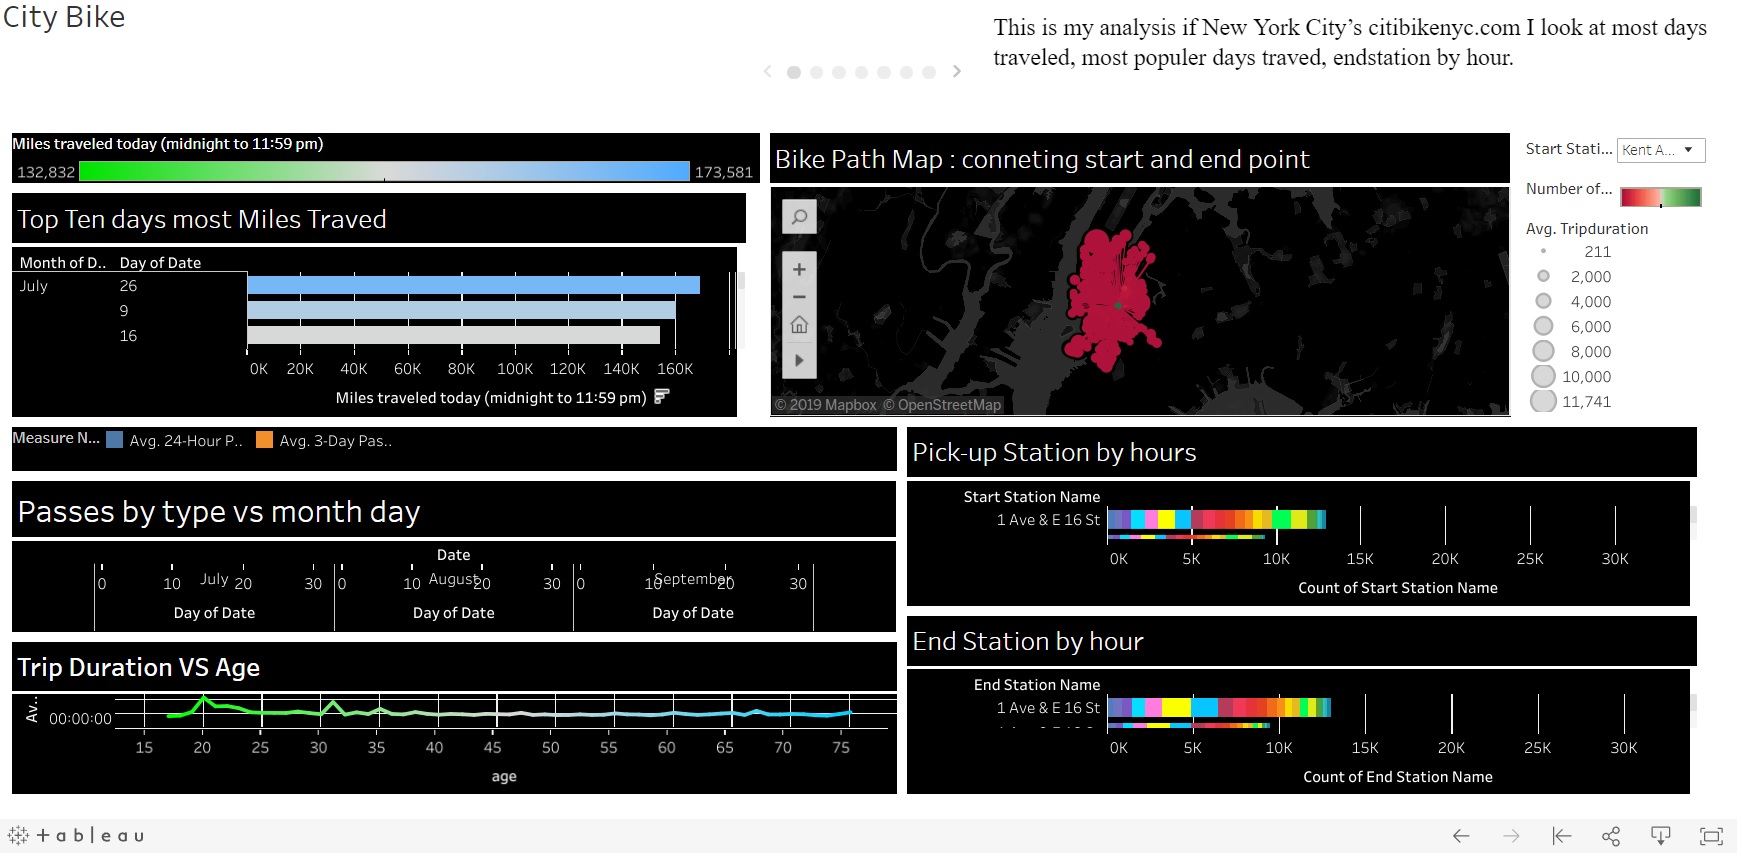 City Bike
This is my analysis if New York City’s citibikenyc.com I look at most days
traveled, most populer days traved, endstation by hour.
Miles traveled today (midnight to 11:59 pm)
132,832 173,581
Top Ten days most Miles Traved
Month of D.. Day of Date
July 26
9
16
0K 20K 40K 60K 80K 100K 120K 140K 160K
Miles traveled today (midnight to 11:59 pm)
Bike Path Map : conneting start and end point
© 2019 Mapbox © OpenStreetMap
Start Stati... Kent A...
Number of...
Avg. Tripduration
211
2,000
4,000
6,000
8,000
10,000
11,741
Measure N... Avg. 24-Hour P.. Avg. 3-Day Pas..
Passes by type vs month day
Date
July August September
0 10 20 30 0 10 20 30 0 10 20 30
Day of Date Day of Date Day of Date
Trip Duration VS Age
Av..
00:00:00
15 20 25 30 35 40 45 50 55 60 65 70 75
age
Pick-up Station by hours
Start Station Name
1 Ave & E 16 St
0K 5K 10K 15K 20K 25K 30K
Count of Start Station Name
End Station by hour
End Station Name
1 Ave & E 16 St
0K 5K 10K 15K 20K 25K 30K
Count of End Station Name
+ a b l e a u